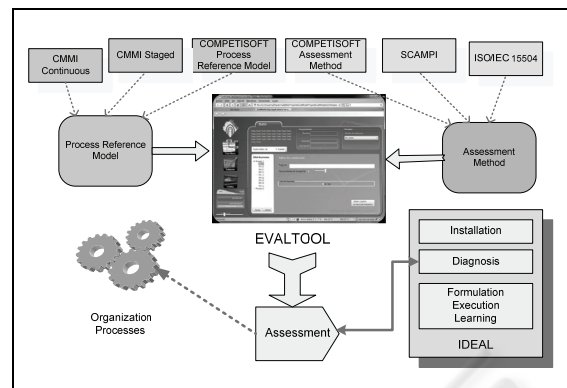 CMMI
Continuous
CMMI Staged
COMPETISOFT
Process
Reference Model
COMPETISOFT
Assessment
Method
SCAMPI
ISO/IEC 15504
Process Reference
Model
Assessment
Method
EVALTOOL
Organization
Processes
Assessment
Installation
Diagnosis
Formulation
Execution
Learning
IDEAL